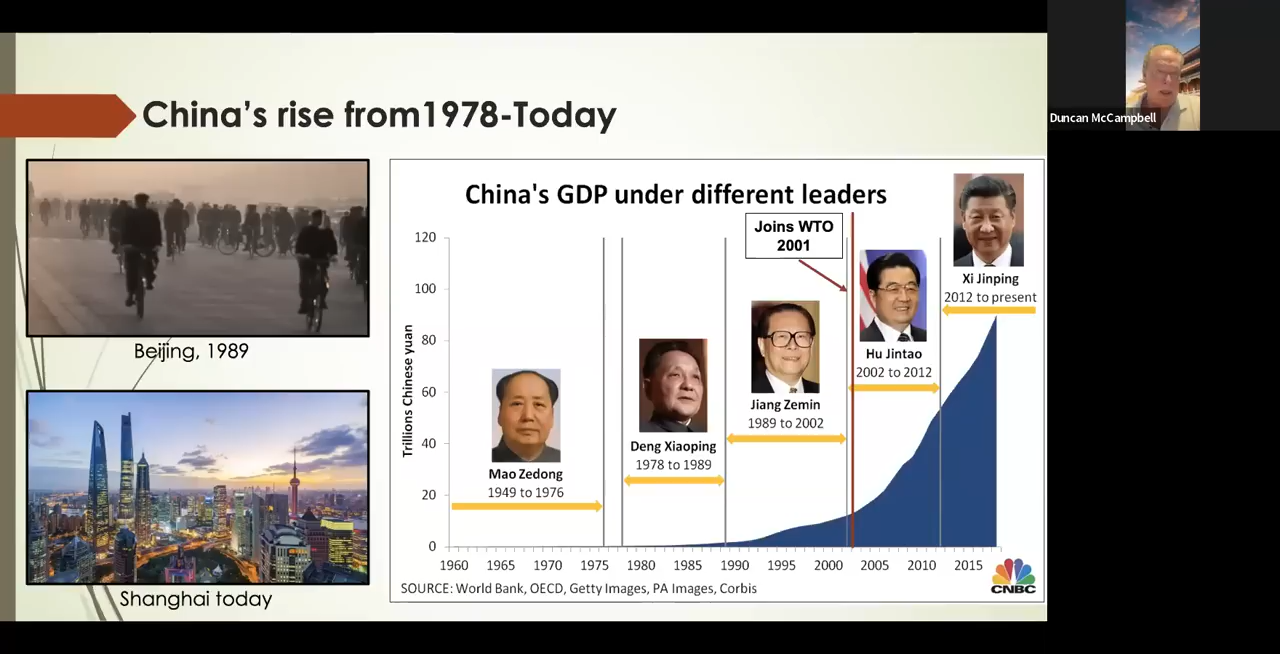 China's rise from1978-Today
Beijing, 1989
Shanghai today
China's GDP under different leaders
Joins WTO
2001
Trillions Chinese yuan
120
100
80
60
40
20
0
Mao Zedong
1949 to 1976
Deng Xiaoping
1978 to 1989
Jiang Zemin
1989 to 2002
Hu Jintao
2002 to 2012
Xi Jinping
2012 to present
1960 1965 1970 1975 1980 1985 1990 1995 2000 2005 2010 2015
SOURCE: World Bank, OECD, Getty Images, PA Images, Corbis
CNBC
Duncan McCampbell